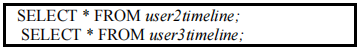 SELECT * FROM user2timeline;
SELECT * FROM user3timeline;